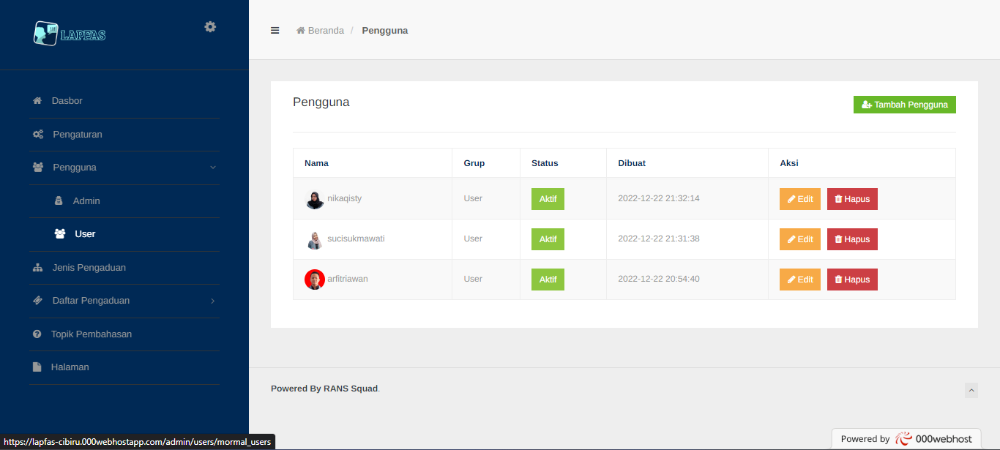 LAPFAS
Beranda / Pengguna
Dasbor
Pengaturan
Pengguna
Admin
User
Jenis Pengaduan
Daftar Pengaduan
Topik Pembahasan
Halaman
Pengguna
Tambah Pengguna
Nama Grup Status Dibuat Aksi
nikaqisty User Aktif 2022-12-22 21:32:14 Edit Hapus
sucisukmawati User Aktif 2022-12-22 21:31:38 Edit Hapus
arfitriawan User Aktif 2022-12-22 20:54:40 Edit Hapus
Powered By RANS Squad.
https://lapfas-cibiru.000webhostapp.com/admin/users/mormal_users
Powered by 000webhost